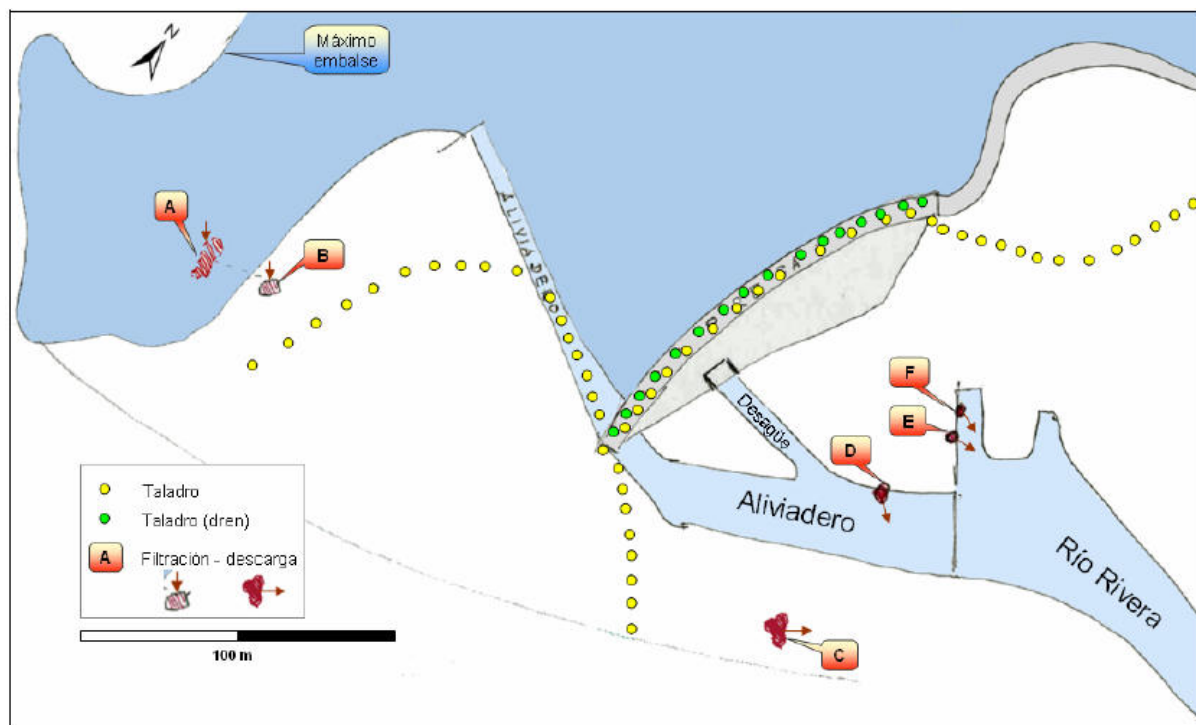 N
Máximo
embalse
A
B
ALIVIADERO
PRESA
F
E
Desagüe
D
Aliviadero
Río Rivera
C
Taladro
Taladro (dren)
A Filtración - descarga
100 m